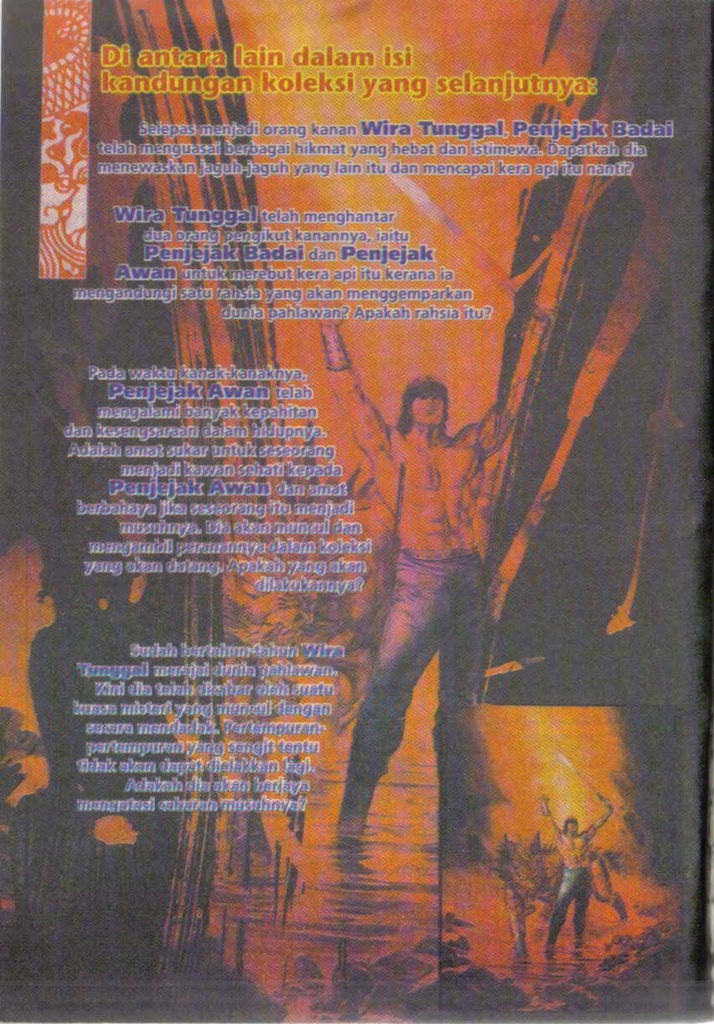 Di antara lain dalam isi
kandungan koleksi yang selanjutnya:
Selepas menjadi orang kanan Wira Tunggal, Penjejak Badai
telah menguasai berbagai hikmat yang hebat dan istimewa. Dapatkah dia
menewaskan jaguh-jaguh yang lain itu dan mencapai kera api itu nanti?
Wira Tunggal telah menghantar
dua orang pengikut kanannya, iaitu
Penjejak Badai dan Penjejak
Awan untuk merebut kera api itu kerana ia
mengandungi satu rahsia yang akan menggemparkan
dunia pahlawan? Apakah rahsia itu?
Pada waktu kanak-kanaknya,
Penjejak Awan telah
mengalami banyak kepahitan
dan kesengsaraan dalam hidupnya.
Adalah amat sukar untuk seseorang
menjadi kawan sehati kepada
Penjejak Awan dan amat
berbahaya jika seseorang itu menjadi
musuhnya. Dia akan muncul dan
mengambil peranannya dalam koleksi
yang akan datang. Apakah yang akan
dilakukannya?
Sudah bertahun-tahun Wira
Tunggal merajai dunia pahlawan.
Kini dia telah dicabar oleh suatu
kuasa misteri yang muncul dengan
secara mendadak. Pertempuran-
pertempuran yang sengit tentu
tidak akan dapat dielakkan lagi.
Adakah dia akan berjaya
mengatasi cabaran musuhnya?